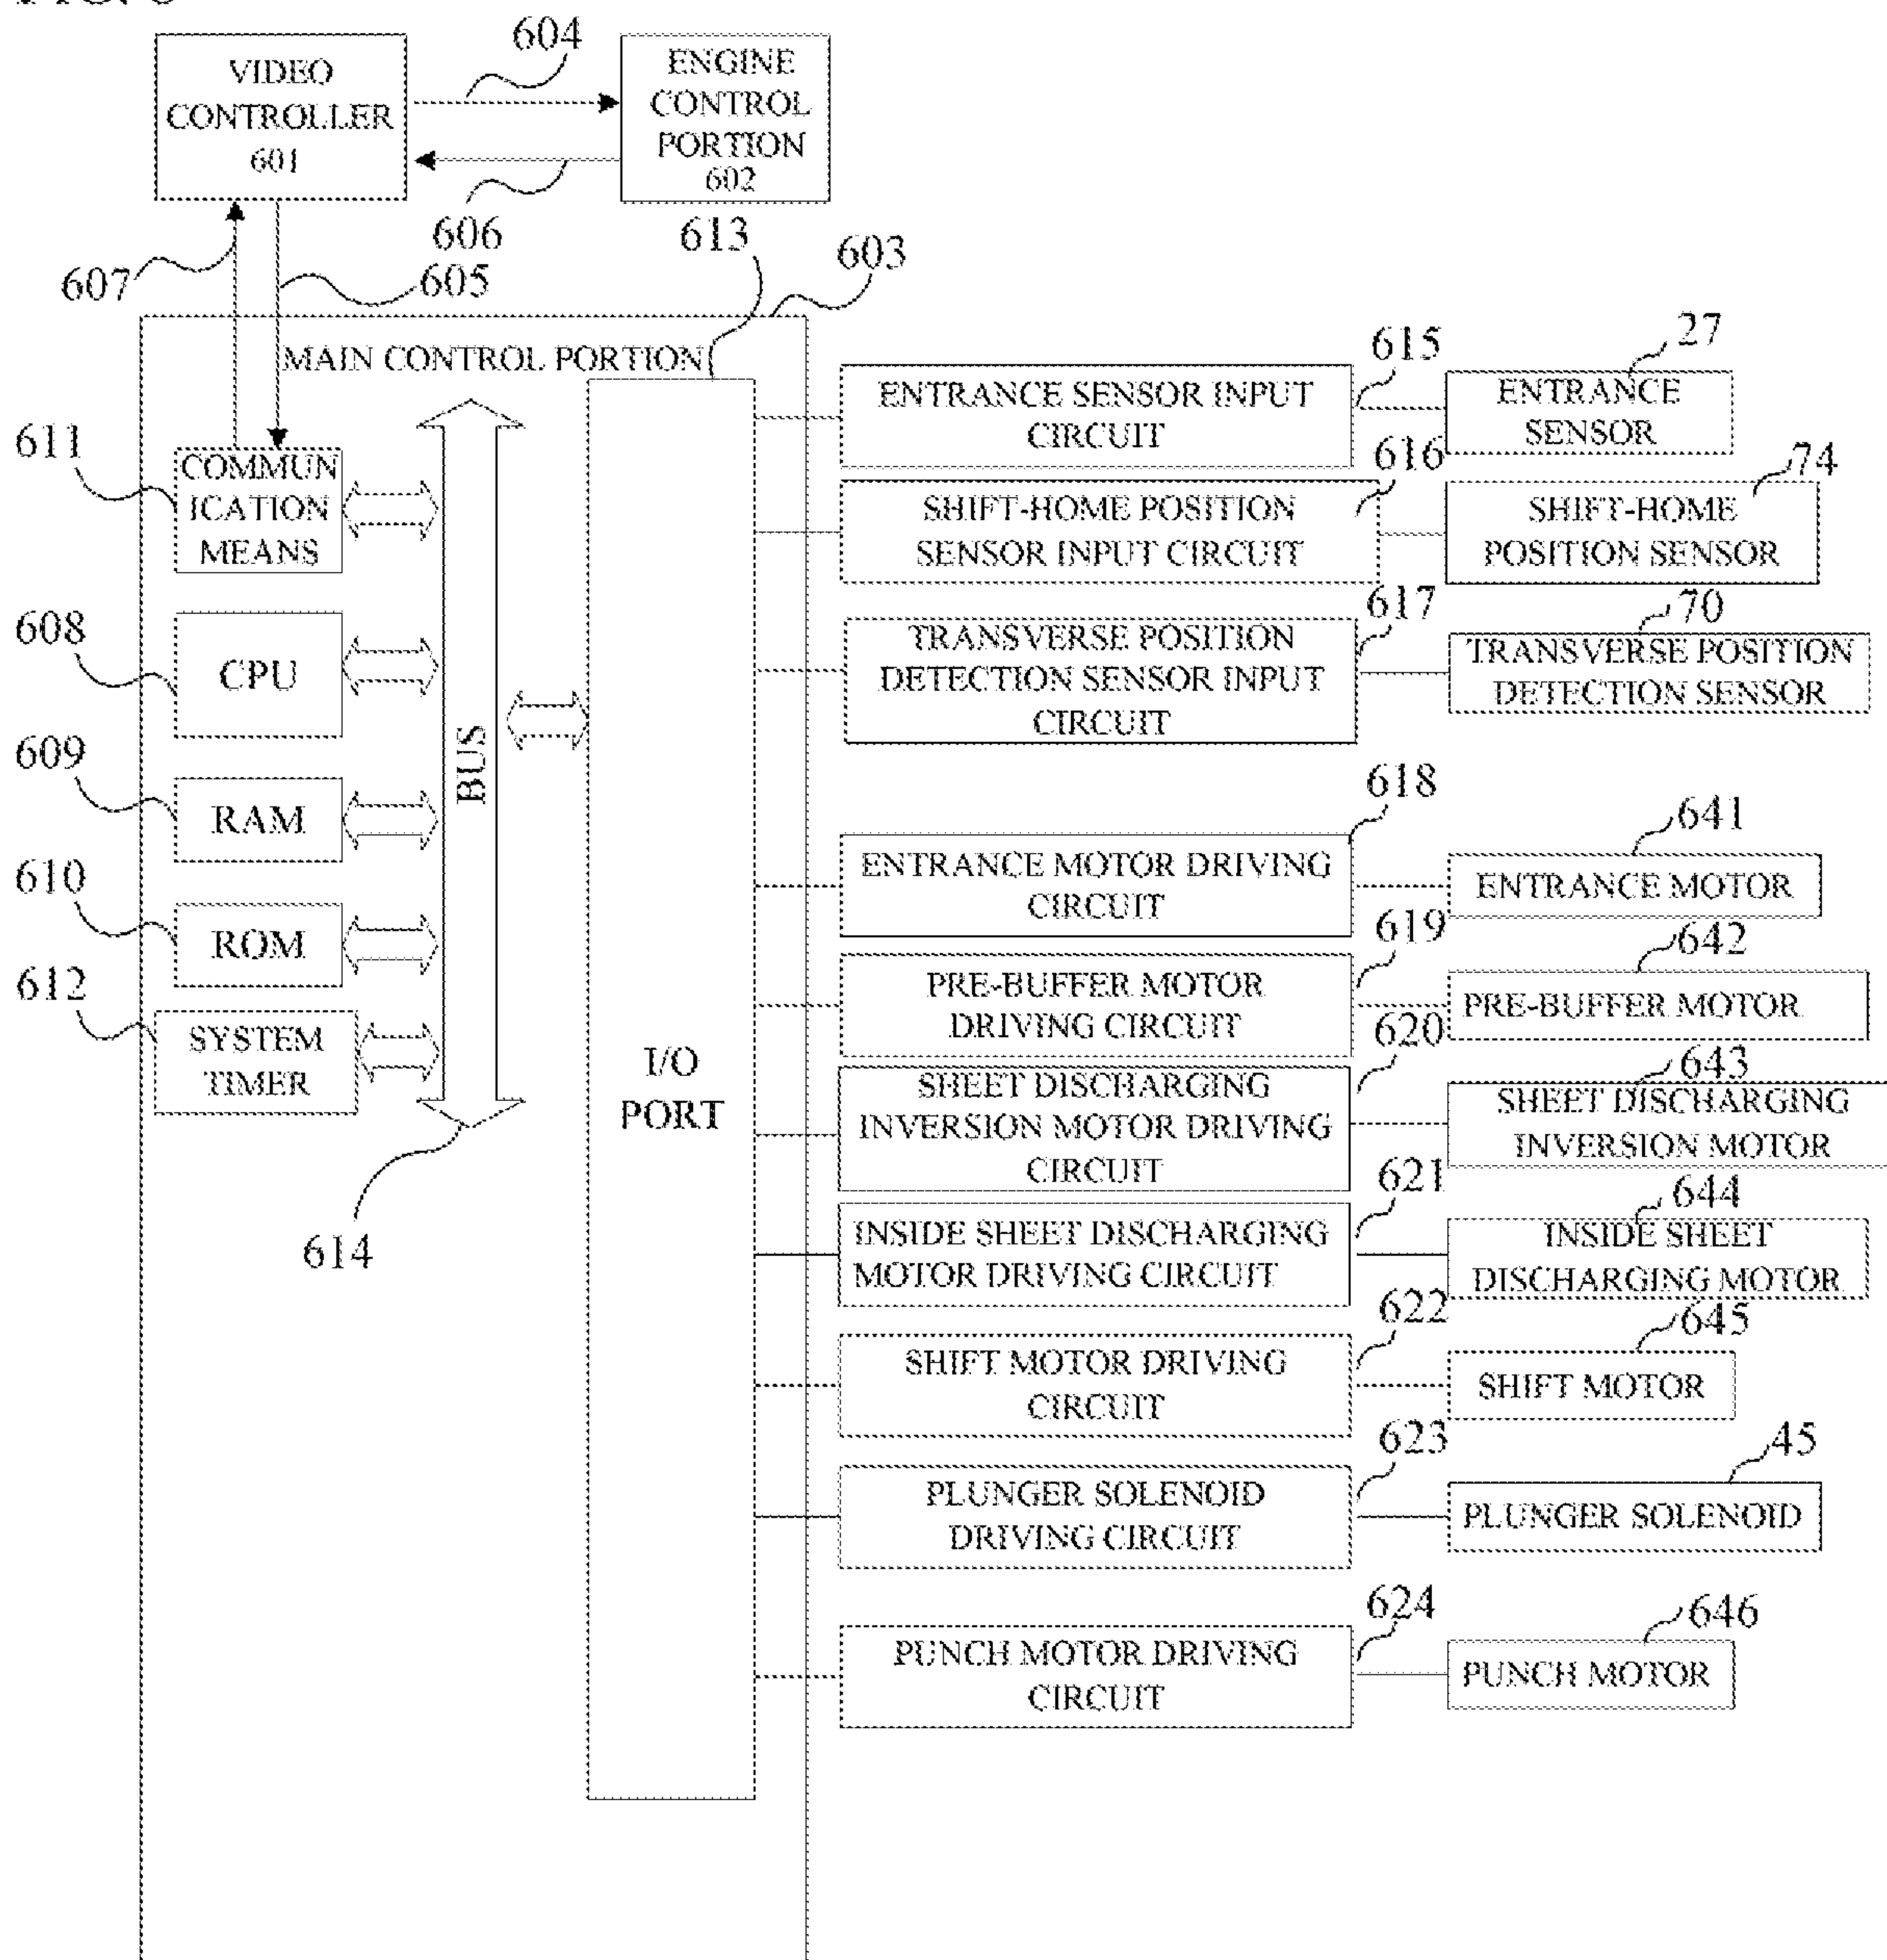 604
VIDEO
CONTROLLER
601
ENGINE
CONTROL
PORTION
602
606
613
603
607
605
MAIN CONTROL PORTION
611
COMMUN
ICATION
MEANS
608
CPU
609
RAM
610
ROM
612
SYSTEM
TIMER
BUS
614
I/O
PORT
ENTRANCE SENSOR INPUT
CIRCUIT
615
27
ENTRANCE
SENSOR
SHIFT-HOME POSITION
SENSOR INPUT CIRCUIT
616
74
SHIFT-HOME
POSITION SENSOR
TRANSVERSE POSITION
DETECTION SENSOR INPUT
CIRCUIT
617
70
TRANSVERSE POSITION
DETECTION SENSOR
618
ENTRANCE MOTOR DRIVING
CIRCUIT
641
ENTRANCE MOTOR
619
PRE-BUFFER MOTOR
DRIVING CIRCUIT
642
PRE-BUFFER MOTOR
620
SHEET DISCHARGING
INVERSION MOTOR DRIVING
CIRCUIT
643
SHEET DISCHARGING
INVERSION MOTOR
621
INSIDE SHEET DISCHARGING
MOTOR DRIVING CIRCUIT
644
INSIDE SHEET
DISCHARGING MOTOR
622
SHIFT MOTOR DRIVING
CIRCUIT
645
SHIFT MOTOR
623
PLUNGER SOLENOID
DRIVING CIRCUIT
45
PLUNGER SOLENOID
624
PUNCH MOTOR DRIVING
CIRCUIT
646
PUNCH MOTOR